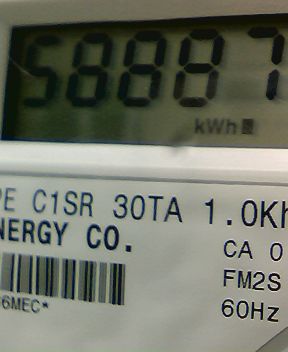 58887
kWh
PE C1SR 30TA 1.0Kh
NERGY CO.
CA 0
FM2S
6MEC*
60Hz